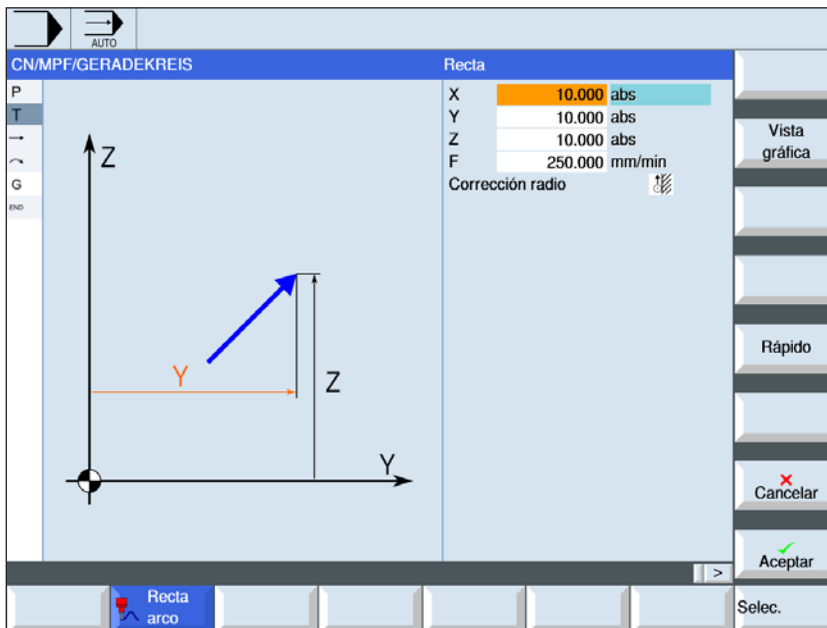 AUTO
CN/MPF/GERADEKREIS
Recta
P
T
G
END
Z
Y
Z
Y
X 10.000 abs
Y 10.000 abs
Z 10.000 abs
F 250.000 mm/min
Corrección radio
Vista
gráfica
Rápido
Cancelar
Aceptar
>
Recta
arco
Selec.